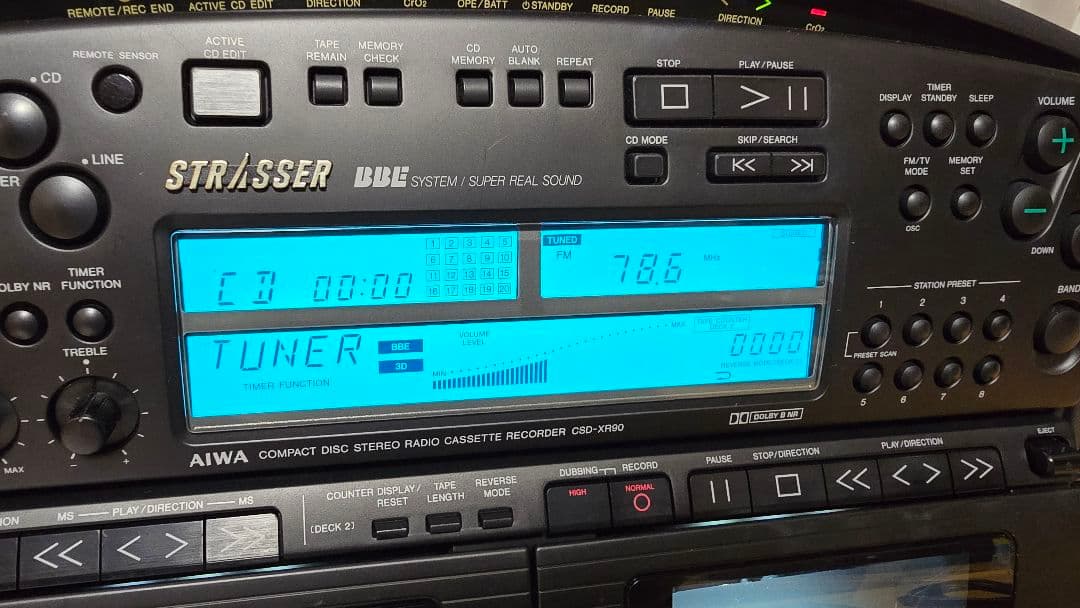 REMOTE/REC END
ACTIVE CD EDIT
DIRECTION
CrO2
OPE/BATT
STANDBY
RECORD
PAUSE
DIRECTION
CrO2
REMOTE SENSOR
ACTIVE
CD EDIT
TAPE
REMAIN
MEMORY
CHECK
CD
MEMORY
AUTO
BLANK
REPEAT
STOP
PLAY/PAUSE
CD MODE
SKIP/SEARCH
DISPLAY
TIMER
STANDBY
SLEEP
VOLUME
FM/TV
MODE
MEMORY
SET
OSC
DOWN
CD
LINE
STRASSER
BBE SYSTEM / SUPER REAL SOUND
OLBY NR
TIMER
FUNCTION
TREBLE
MAX
- +
CD 00:00
1 2 3 4 5
6 7 8 9 10
11 12 13 14 15
16 17 18 19 20
TUNED
FM 78.6 MHz
TUNER
BBE
3D
TIMER FUNCTION
VOLUME
LEVEL
MIN
MAX
TAPE COUNTER
DECK 2
0000
STATION PRESET
1 2 3 4
PRESET SCAN
5 6 7 8
BAND
AIWA COMPACT DISC STEREO RADIO CASSETTE RECORDER CSD-XR90
DOLBY B NR
MS PLAY/DIRECTION MS
[DECK 2]
COUNTER DISPLAY/
RESET
TAPE
LENGTH
REVERSE
MODE
DUBBING
RECORD
HIGH
NORMAL
PAUSE
STOP/DIRECTION
PLAY/DIRECTION
EJECT